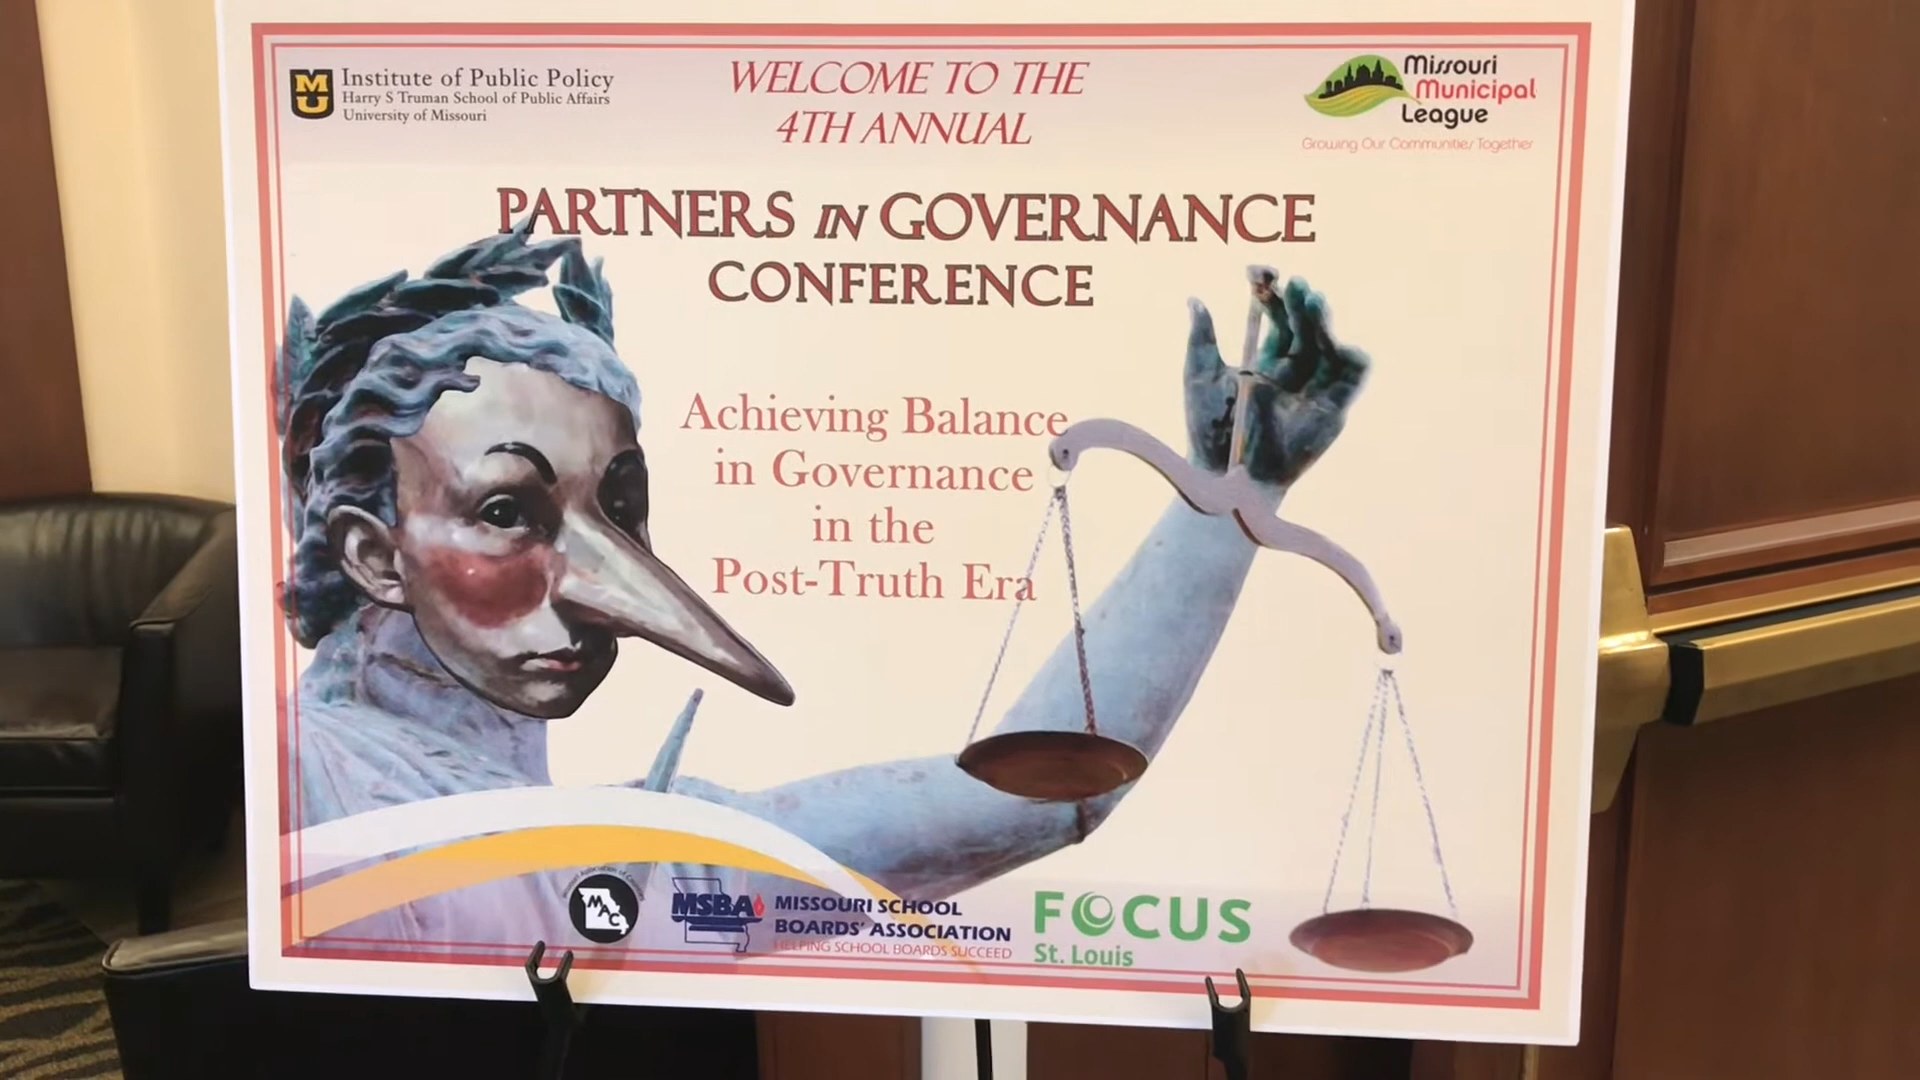 MU
Institute of Public Policy
Harry S Truman School of Public Affairs
University of Missouri
WELCOME TO THE
4TH ANNUAL
Missouri
Municipal
League
Growing Our Communities Together
PARTNERS IN GOVERNANCE
CONFERENCE
Achieving Balance
in Governance
in the
Post-Truth Era
MAC
MSBA
MISSOURI SCHOOL
BOARDS' ASSOCIATION
HELPING SCHOOL BOARDS SUCCEED
FOCUS
St. Louis